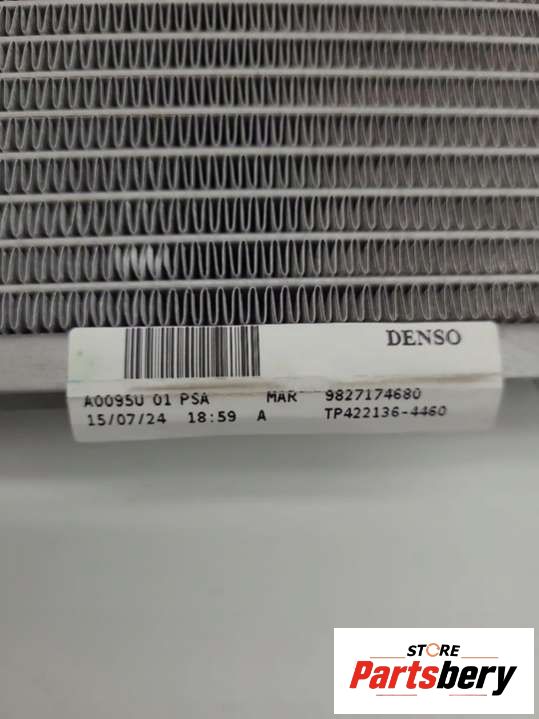 DENSO
A0095U 01 PSA MAR 9827174680
15/07/24 18:59 A TP422136-4460
STORE
Partsbery